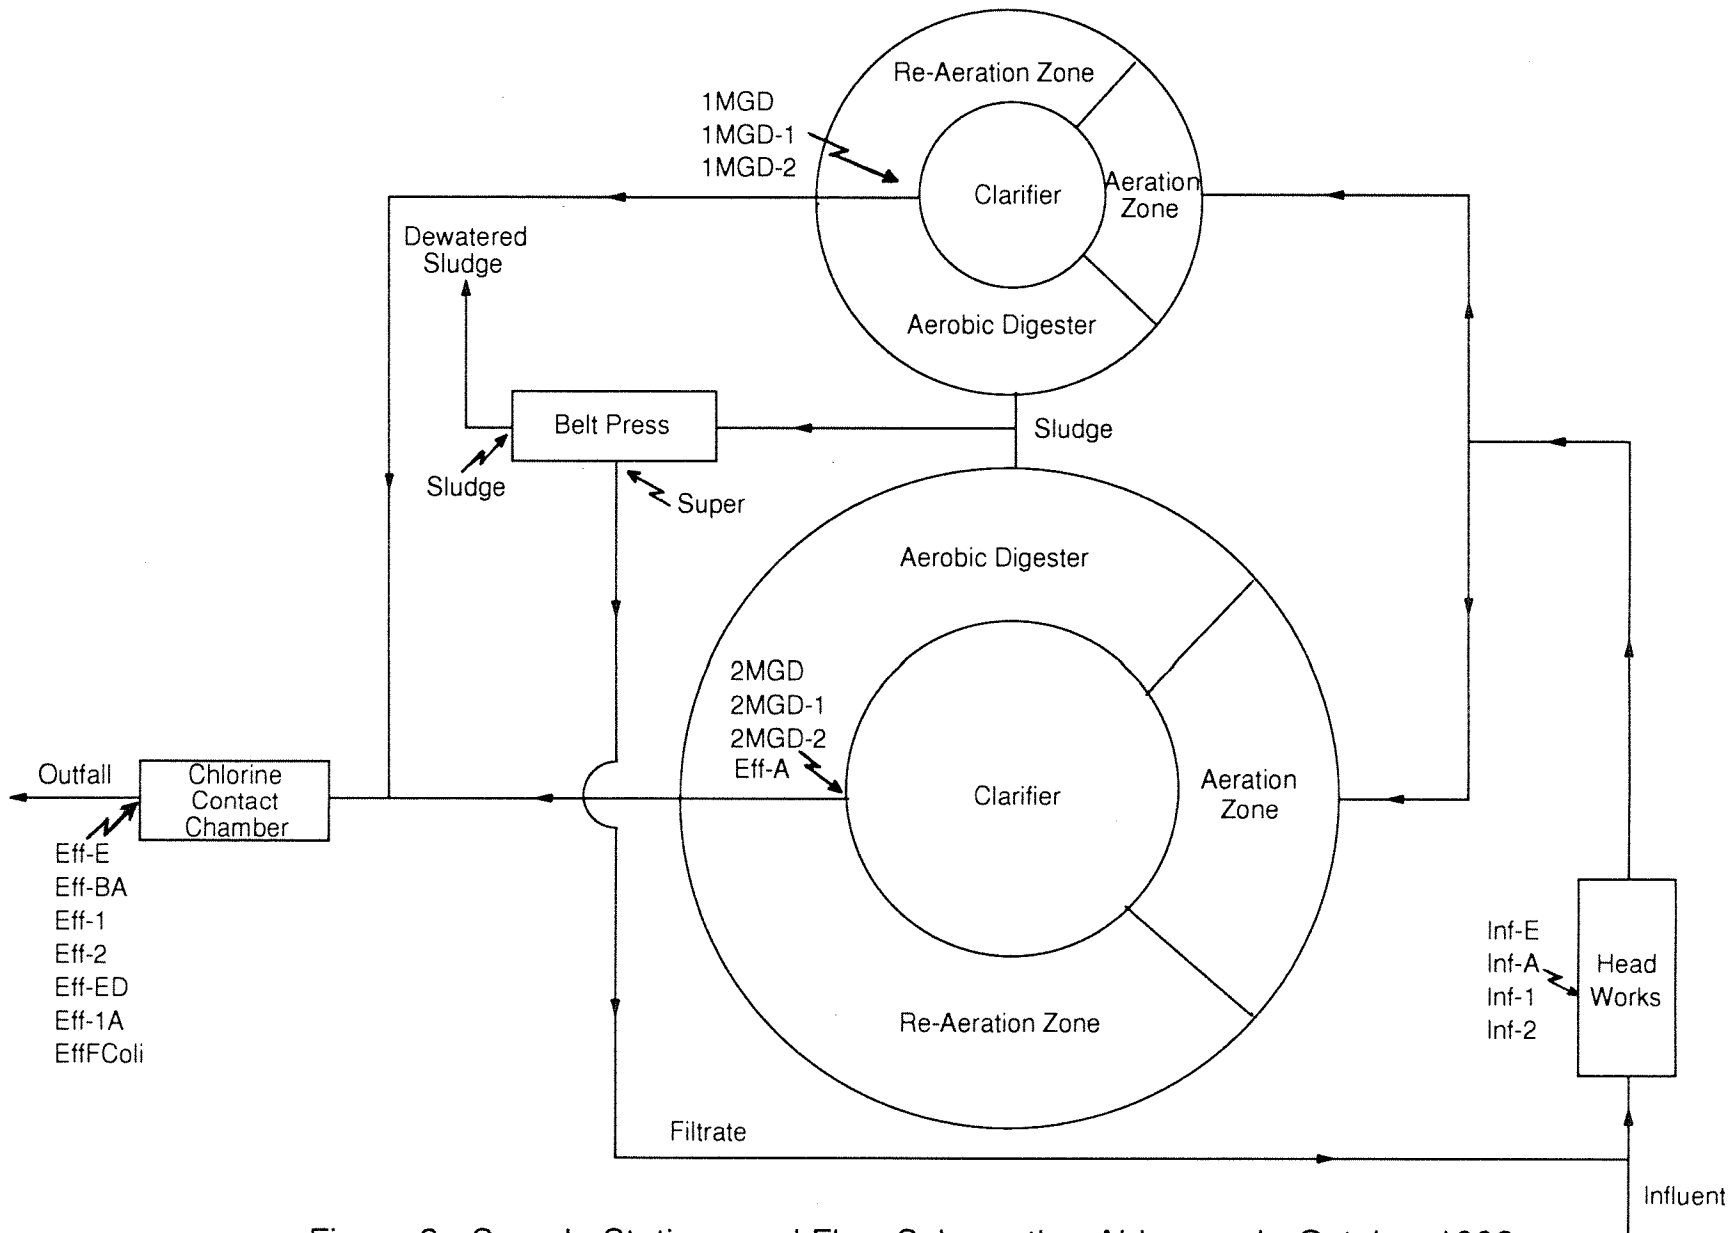 Re-Aeration Zone
1MGD
1MGD-1
1MGD-2
Clarifier
Aeration
Zone
Aerobic Digester
Dewatered
Sludge
Belt Press
Sludge
Sludge
Super
Aerobic Digester
2MGD
2MGD-1
2MGD-2
Eff-A
Clarifier
Aeration
Zone
Re-Aeration Zone
Outfall
Chlorine
Contact
Chamber
Eff-E
Eff-BA
Eff-1
Eff-2
Eff-ED
Eff-1A
EffFColi
Inf-E
Inf-A
Inf-1
Inf-2
Head
Works
Filtrate
Influent